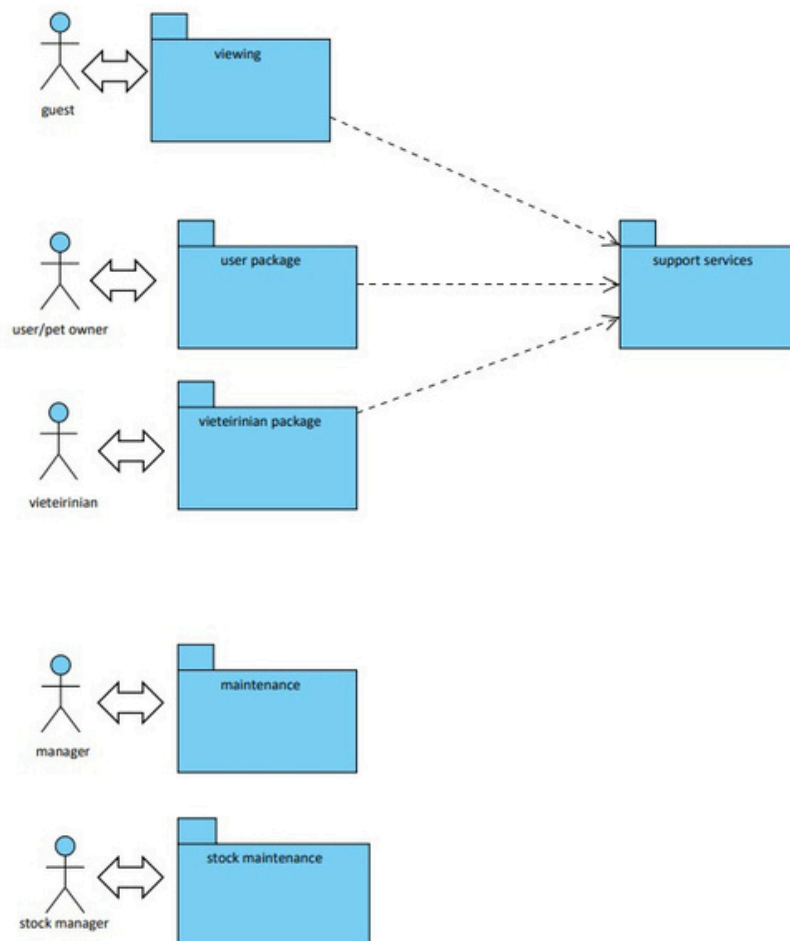 viewing
guest
user package
support services
user/pet owner
vieteirinian package
vieteirinian
maintenance
manager
stock maintenance
stock manager